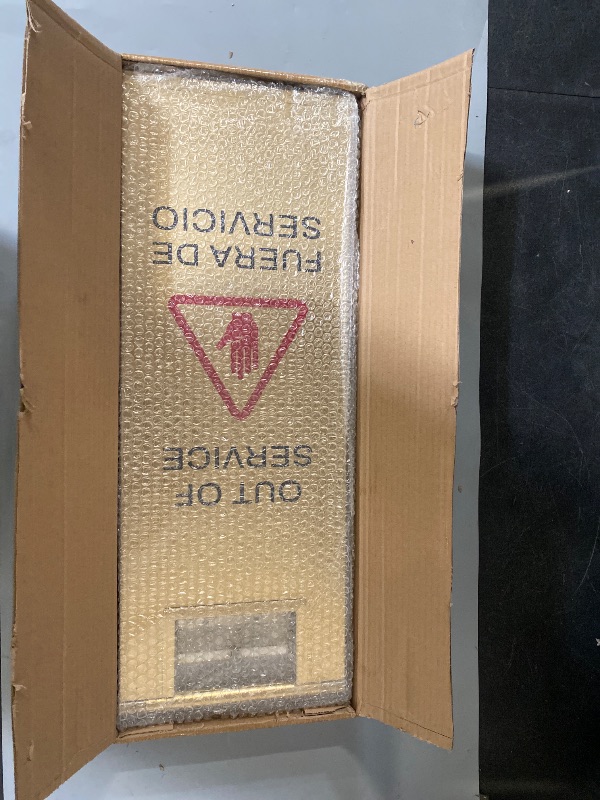 OUT OF
SERVICE
FUERA DE
SERVICIO